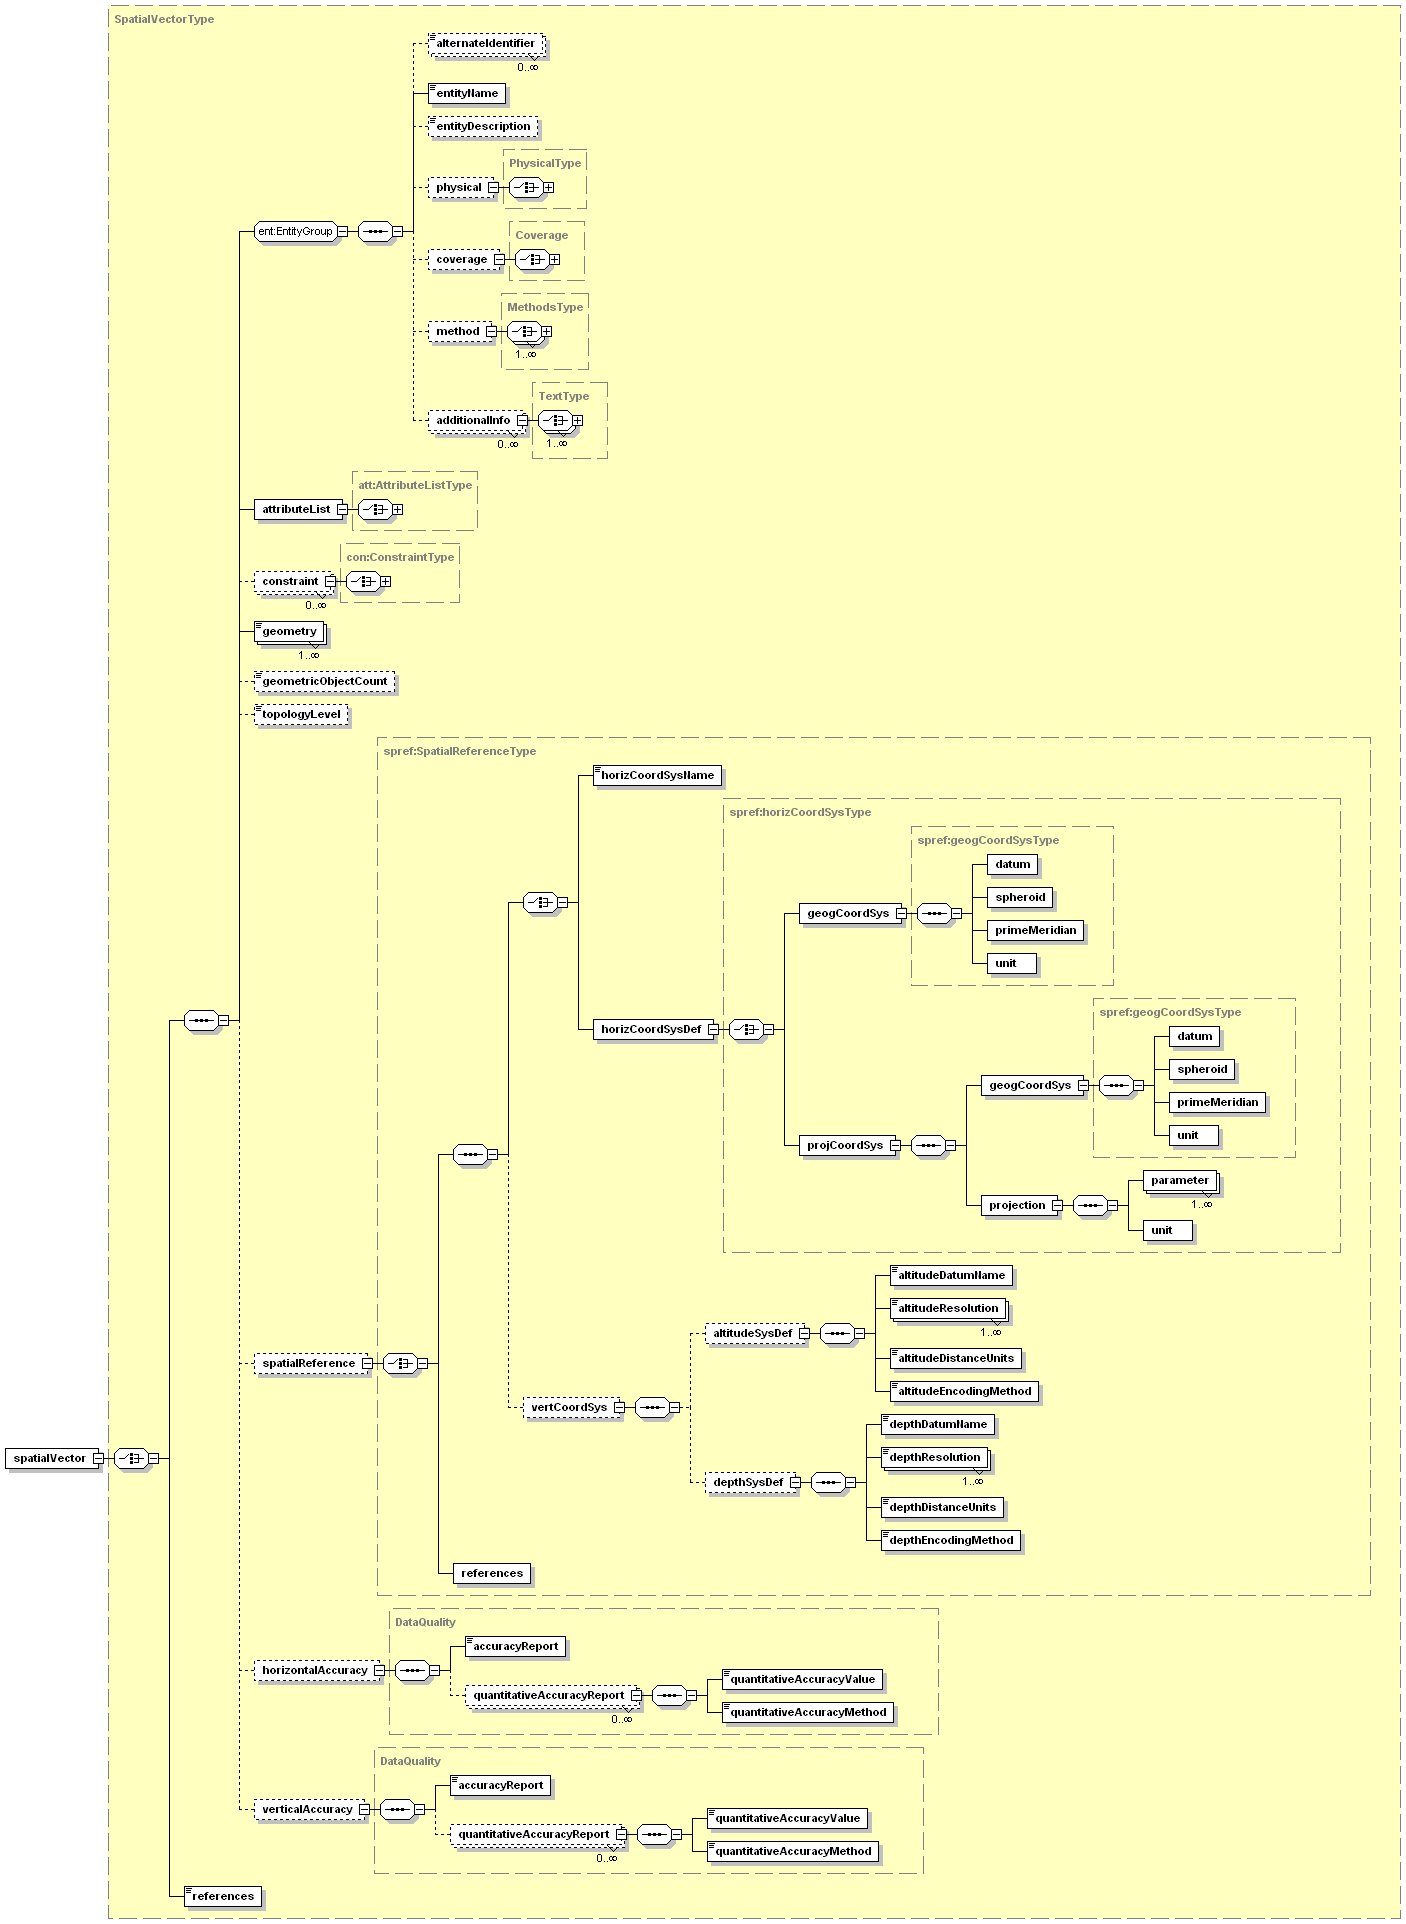 SpatialVectorType
alternateIdentifier
0..∞
entityName
entityDescription
PhysicalType
physical
ent:EntityGroup
Coverage
coverage
MethodsType
method
1..∞
TextType
additionalInfo
0..∞
1..∞
att:AttributeListType
attributeList
con:ConstraintType
constraint
0..∞
geometry
1..∞
geometricObjectCount
topologyLevel
spref:SpatialReferenceType
horizCoordSysName
spref:horizCoordSysType
spref:geogCoordSysType
datum
spheroid
geogCoordSys
primeMeridian
unit
spref:geogCoordSysType
horizCoordSysDef
datum
spheroid
geogCoordSys
primeMeridian
unit
projCoordSys
parameter
1..∞
projection
unit
altitudeDatumName
altitudeResolution
1..∞
altitudeSysDef
altitudeDistanceUnits
spatialReference
altitudeEncodingMethod
vertCoordSys
depthDatumName
spatialVector
depthResolution
1..∞
depthSysDef
depthDistanceUnits
depthEncodingMethod
references
DataQuality
accuracyReport
horizontalAccuracy
quantitativeAccuracyValue
quantitativeAccuracyReport
0..∞
quantitativeAccuracyMethod
DataQuality
accuracyReport
verticalAccuracy
quantitativeAccuracyValue
quantitativeAccuracyReport
0..∞
quantitativeAccuracyMethod
references